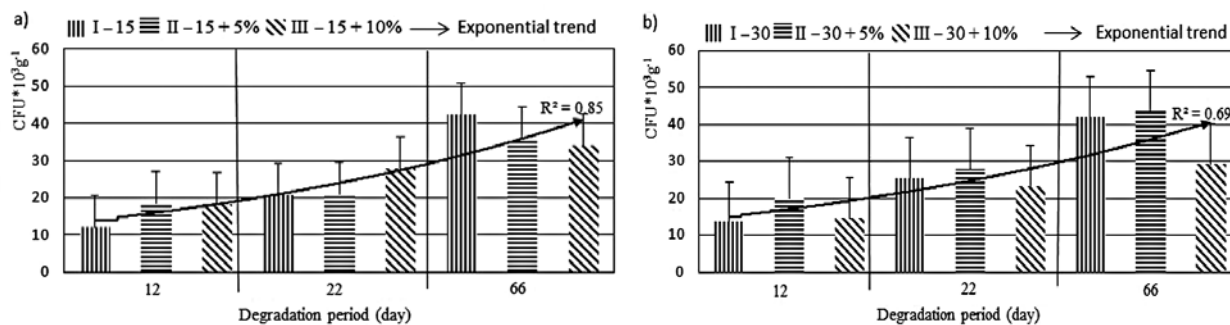 a)
I – 15 II – 15 + 5% III – 15 + 10% Exponential trend
CFU*10³g⁻¹
60
50
40
30
20
10
0
R² = 0,85
12 22 66
Degradation period (day)
b)
I – 30 II – 30 + 5% III – 30 + 10% Exponential trend
CFU*10³g⁻¹
60
50
40
30
20
10
0
R² = 0,69
12 22 66
Degradation period (day)